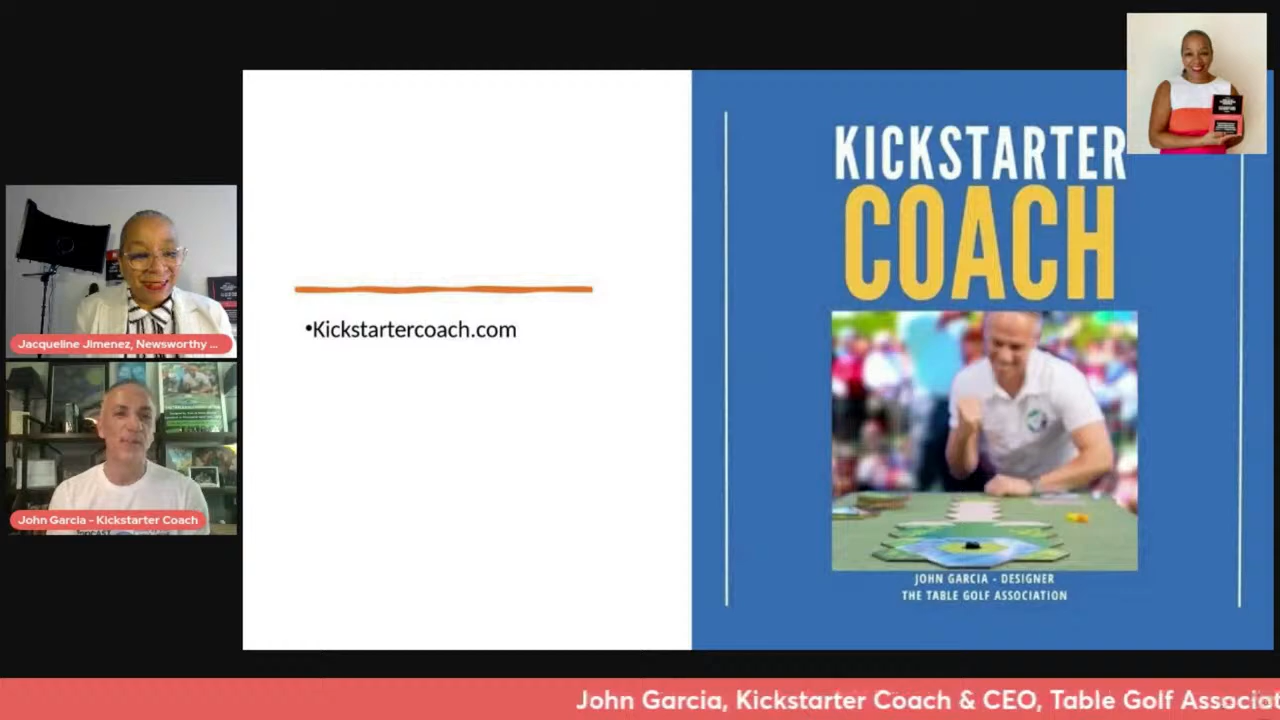 KICKSTARTER
COACH
•Kickstartercoach.com
Jacqueline Jimenez, Newsworthy ...
John Garcia - Kickstarter Coach
JOHN GARCIA - DESIGNER
THE TABLE GOLF ASSOCIATION
John Garcia, Kickstarter Coach & CEO, Table Golf Associat